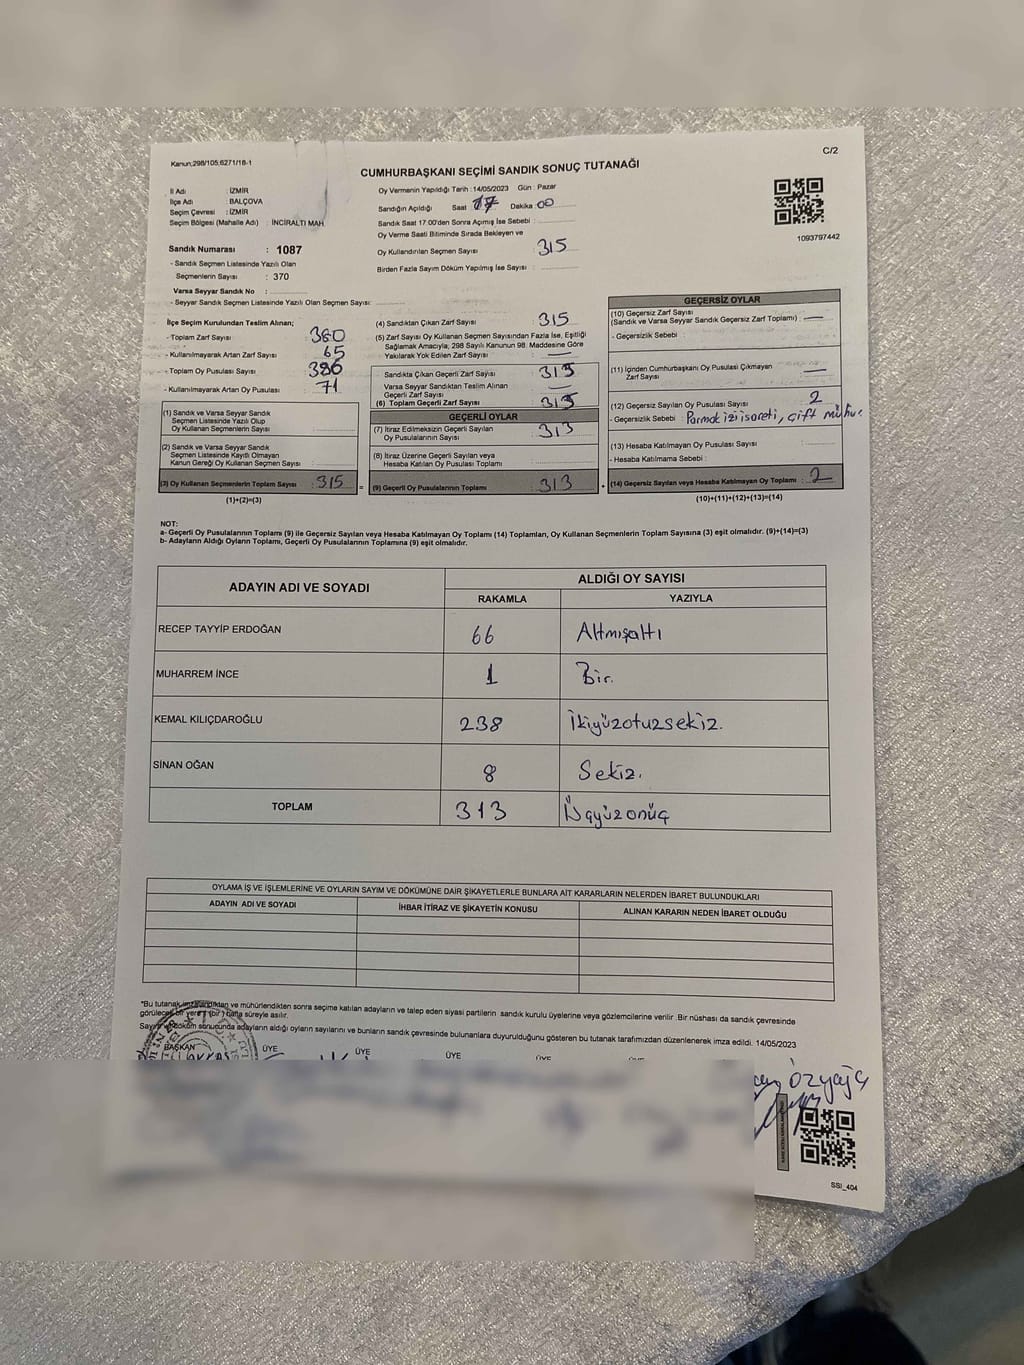 Kanun;298/105;6271/18-1
C/2
CUMHURBAŞKANI SEÇİMİ SANDIK SONUÇ TUTANAĞI
İl Adı : İZMİR
İlçe Adı : BALÇOVA
Seçim Çevresi : İZMİR
Seçim Bölgesi (Mahalle Adı) : İNCİRALTI MAH.
Sandık Numarası : 1087
- Sandık Seçmen Listesinde Yazılı Olan
Seçmenlerin Sayısı : 370
Varsa Seyyar Sandık No :
- Seyyar Sandık Seçmen Listesinde Yazılı Olan Seçmen Sayısı:
Oy Vermenin Yapıldığı Tarih :14/05/2023 Gün : Pazar
Sandığın Açıldığı Saat 17 Dakika :00
Sandık Saat 17.00'den Sonra Açımış İse Sebebi :
Oy Verme Saati Bitiminde Sırada Bekleyen ve
Oy Kullandırılan Seçmen Sayısı : 315
Birden Fazla Sayım Döküm Yapılmış İse Sayısı :
1093797442
İlçe Seçim Kurulundan Teslim Alınan;
- Toplam Zarf Sayısı : 380
- Kullanılmayarak Artan Zarf Sayısı : 65
- Toplam Oy Pusulası Sayısı : 386
- Kullanılmayarak Artan Oy Pusulası : 71
(1) Sandık ve Varsa Seyyar Sandık
Seçmen Listesinde Yazılı Olup
Oy Kullanan Seçmenlerin Sayısı :
(2) Sandık ve Varsa Seyyar Sandık
Seçmen Listesinde Kayıtlı Olmayan
Kanun Gereği Oy Kullanan Seçmen Sayısı :
(3) Oy Kullanan Seçmenlerin Toplam Sayısı : 315
(1)+(2)=(3)
(4) Sandıktan Çıkan Zarf Sayısı : 315
(5) Zarf Sayısı Oy Kullanan Seçmen Sayısından Fazla İse, Eşitliği
Sağlamak Amacıyla, 298 Sayılı Kanunun 98. Maddesine Göre
Yakılarak Yok Edilen Zarf Sayısı : —
- Sandıkta Çıkan Geçerli Zarf Sayısı : 315
Varsa Seyyar Sandıktan Teslim Alınan
Geçerli Zarf Sayısı : —
(6) Toplam Geçerli Zarf Sayısı : 315
GEÇERLİ OYLAR
(7) İtiraz Edilmeksizin Geçerli Sayılan
Oy Pusulalarının Sayısı : 313
(8) İtiraz Üzerine Geçerli Sayılan veya
Hesaba Katılan Oy Pusulası Toplamı :
= (9) Geçerli Oy Pusulalarının Toplamı : 313
GEÇERSİZ OYLAR
(10) Geçersiz Zarf Sayısı
(Sandık ve Varsa Seyyar Sandık Geçersiz Zarf Toplamı) : —
- Geçersizlik Sebebi :
(11) İçinden Cumhurbaşkanı Oy Pusulası Çıkmayan
Zarf Sayısı : —
(12) Geçersiz Sayılan Oy Pusulası Sayısı : 2
- Geçersizlik Sebebi : Parmak izi işareti, çift mühür
(13) Hesaba Katılmayan Oy Pusulası Sayısı :
- Hesaba Katılmama Sebebi :
+ (14) Geçersiz Sayılan veya Hesaba Katılmayan Oy Toplamı : 2
(10)+(11)+(12)+(13)=(14)
NOT:
a- Geçerli Oy Pusulalarının Toplamı (9) ile Geçersiz Sayılan veya Hesaba Katılmayan Oy Toplamı (14) Toplamları, Oy Kullanan Seçmenlerin Toplam Sayısına (3) eşit olmalıdır. (9)+(14)=(3)
b- Adayların Aldığı Oyların Toplamı, Geçerli Oy Pusulalarının Toplamına (9) eşit olmalıdır.
ADAYIN ADI VE SOYADI
ALDIĞI OY SAYISI
RAKAMLA YAZIYLA
RECEP TAYYİP ERDOĞAN 66 Altmışaltı
MUHARREM İNCE 1 Bir.
KEMAL KILIÇDAROĞLU 238 İkiyüzotuzsekiz.
SİNAN OĞAN 8 Sekiz.
TOPLAM 313 Üçyüzonüç
OYLAMA İŞ VE İŞLEMLERİNE VE OYLARIN SAYIM VE DÖKÜMÜNE DAİR ŞİKAYETLERLE BUNLARA AİT KARARLARIN NELERDEN İBARET BULUNDUKLARI
ADAYIN ADI VE SOYADI İHBAR İTİRAZ VE ŞİKAYETİN KONUSU ALINAN KARARIN NEDEN İBARET OLDUĞU
*Bu tutanak imzalandıktan ve mühürlendikten sonra seçime katılan adayların ve talep eden siyasi partilerin sandık kurulu üyelerine veya gözlemcilerine verilir .Bir nüshası da sandık çevresinde
görülecek bir yere 1 (bir ) hafta süreyle asılır.
Sayım ve döküm sonucunda adayların aldığı oyların sayılarını ve bunların sandık çevresinde bulunanlara duyurulduğunu gösteren bu tutanak tarafımızdan düzenlenerek imza edildi. 14/05/2023
BAŞKAN ÜYE ÜYE ÜYE ÜYE
SSİ_404